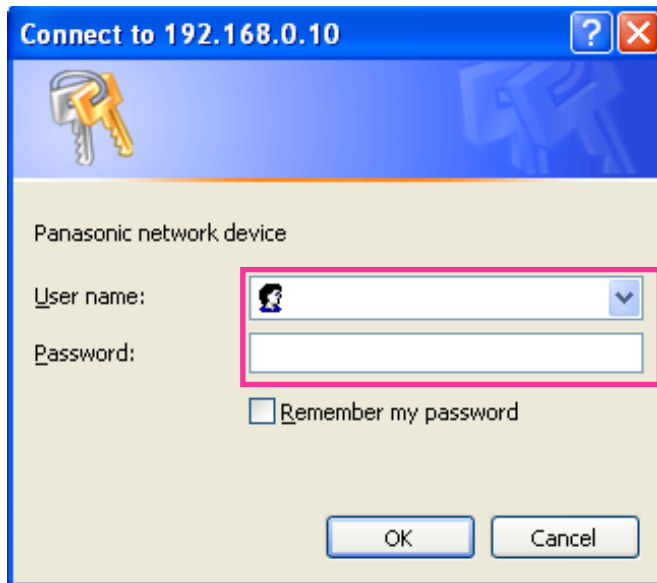 Connect to 192.168.0.10
Panasonic network device
User name:
Password:
Remember my password
OK
Cancel